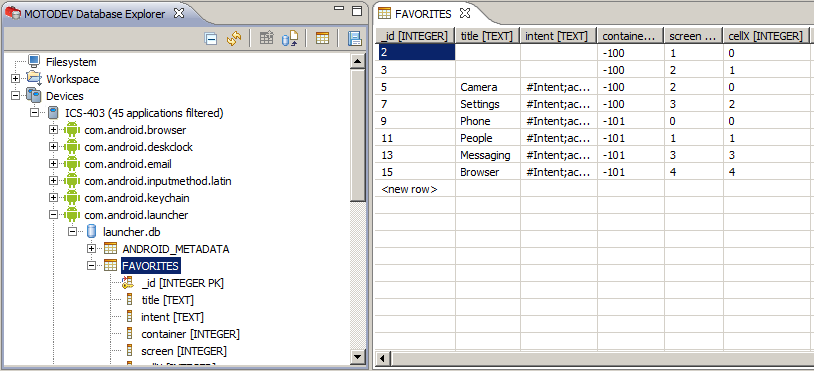 MOTODEV Database Explorer
Filesystem
Workspace
Devices
ICS-403 (45 applications filtered)
com.android.browser
com.android.deskclock
com.android.email
com.android.inputmethod.latin
com.android.keychain
com.android.launcher
launcher.db
ANDROID_METADATA
FAVORITES
_id [INTEGER PK]
title [TEXT]
intent [TEXT]
container [INTEGER]
screen [INTEGER]
FAVORITES
_id [INTEGER] title [TEXT] intent [TEXT] containe... screen ... cellX [INTEGER]
2 -100 1 0
3 -100 2 1
5 Camera #Intent;ac... -100 2 0
7 Settings #Intent;ac... -100 3 2
9 Phone #Intent;ac... -101 0 0
11 People #Intent;ac... -101 1 1
13 Messaging #Intent;ac... -101 3 3
15 Browser #Intent;ac... -101 4 4
<new row>